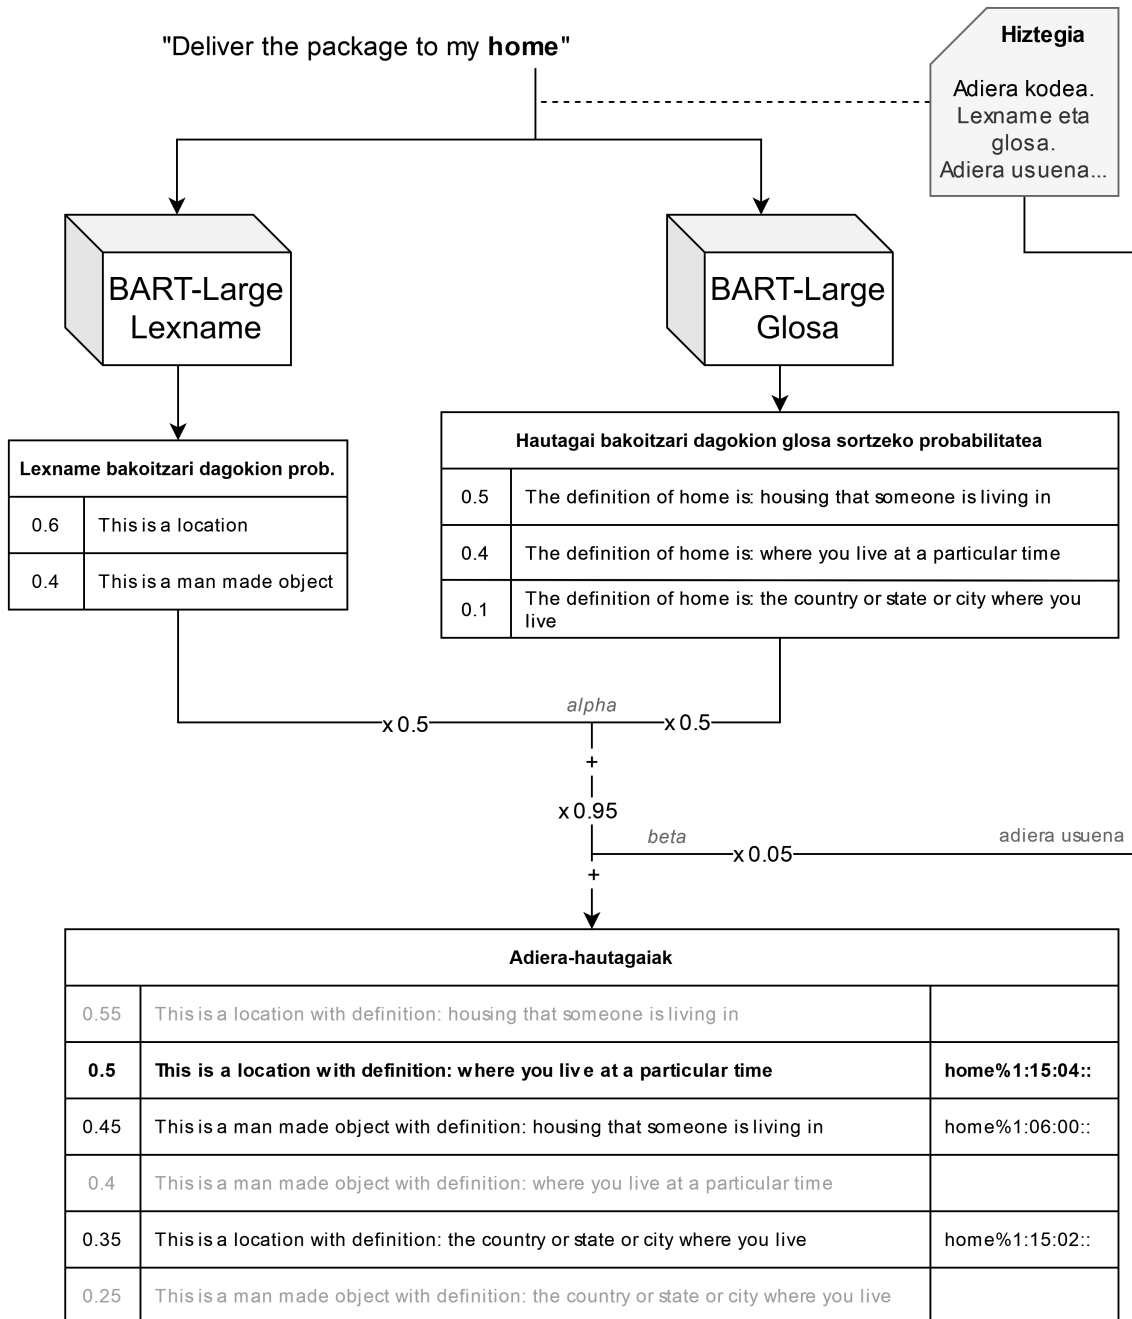 "Deliver the package to my home"
Hiztegia
Adiera kodea.
Lexname eta
glosa.
Adiera usuena...
BART-Large
Lexname
BART-Large
Glosa
Lexname bakoitzari dagokion prob.
0.6 This is a location
0.4 This is a man made object
Hautagai bakoitzari dagokion glosa sortzeko probabilitatea
0.5 The definition of home is: housing that someone is living in
0.4 The definition of home is: where you live at a particular time
0.1 The definition of home is: the country or state or city where you
live
alpha
x 0.5 x 0.5
+
x 0.95
beta adiera usuena
x 0.05
+
Adiera-hautagaiak
0.55 This is a location with definition: housing that someone is living in
0.5 This is a location with definition: where you live at a particular time home%1:15:04::
0.45 This is a man made object with definition: housing that someone is living in home%1:06:00::
0.4 This is a man made object with definition: where you live at a particular time
0.35 This is a location with definition: the country or state or city where you live home%1:15:02::
0.25 This is a man made object with definition: the country or state or city where you live